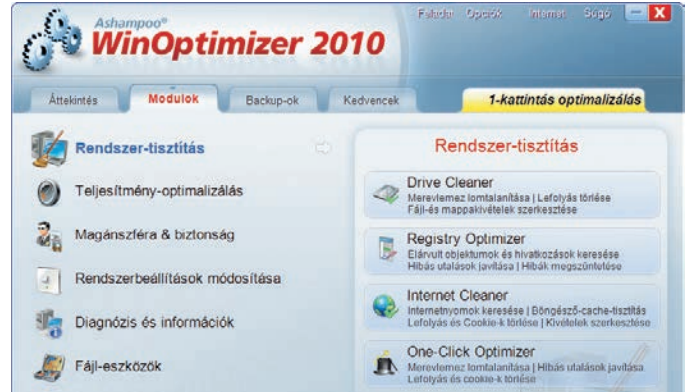 Ashampoo®
WinOptimizer 2010
Feladat Opciók Internet Súgó
Áttekintés Modulok Backup-ok Kedvencek 1-kattintás optimalizálás
Rendszer-tisztítás
Teljesítmény-optimalizálás
Magánszféra & biztonság
Rendszerbeállítások módosítása
Diagnózis és információk
Fájl-eszközök
Rendszer-tisztítás
Drive Cleaner
Merevlemez lomtalanítása | Lefolyás törlése
Fájl-és mappakivételek szerkesztése
Registry Optimizer
Elárvult objektumok és hivatkozások keresése
Hibás utalások javítása | Hibák megszüntetése
Internet Cleaner
Internetnyomok keresése | Böngésző-cache-tisztítás
Lefolyás és Cookie-k törlése | Kivételek szerkesztése
One-Click Optimizer
Merevlemez lomtalanítása | Hibás utalások javítása
Lefolyás és cookie-k törlése